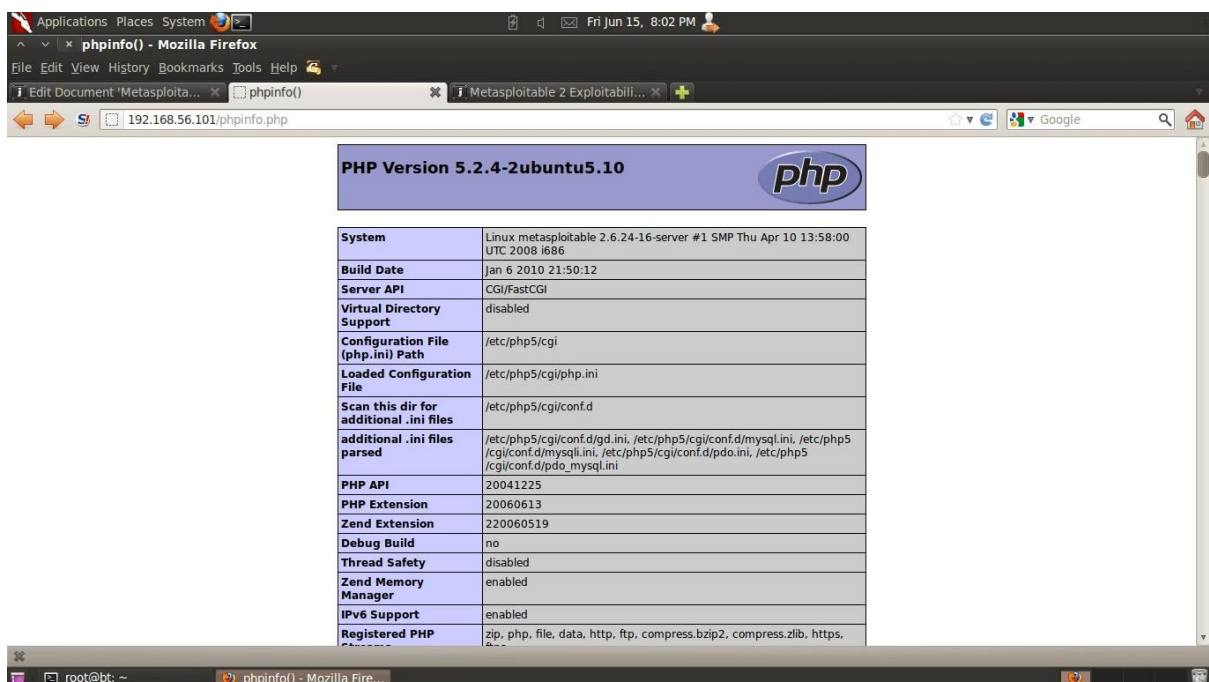 Applications Places System
Fri Jun 15, 8:02 PM
phpinfo() - Mozilla Firefox
File Edit View History Bookmarks Tools Help
Edit Document 'Metasploita...
phpinfo()
Metasploitable 2 Exploitabili...
192.168.56.101/phpinfo.php
Google
PHP Version 5.2.4-2ubuntu5.10
php
System
Linux metasploitable 2.6.24-16-server #1 SMP Thu Apr 10 13:58:00
UTC 2008 i686
Build Date
Jan 6 2010 21:50:12
Server API
CGI/FastCGI
Virtual Directory
Support
disabled
Configuration File
(php.ini) Path
/etc/php5/cgi
Loaded Configuration
File
/etc/php5/cgi/php.ini
Scan this dir for
additional .ini files
/etc/php5/cgi/conf.d
additional .ini files
parsed
/etc/php5/cgi/conf.d/gd.ini, /etc/php5/cgi/conf.d/mysql.ini, /etc/php5
/cgi/conf.d/mysqli.ini, /etc/php5/cgi/conf.d/pdo.ini, /etc/php5
/cgi/conf.d/pdo_mysql.ini
PHP API
20041225
PHP Extension
20060613
Zend Extension
220060519
Debug Build
no
Thread Safety
disabled
Zend Memory
Manager
enabled
IPv6 Support
enabled
Registered PHP
zip, php, file, data, http, ftp, compress.bzip2, compress.zlib, https,
root@bt: ~
phpinfo() - Mozilla Fire...